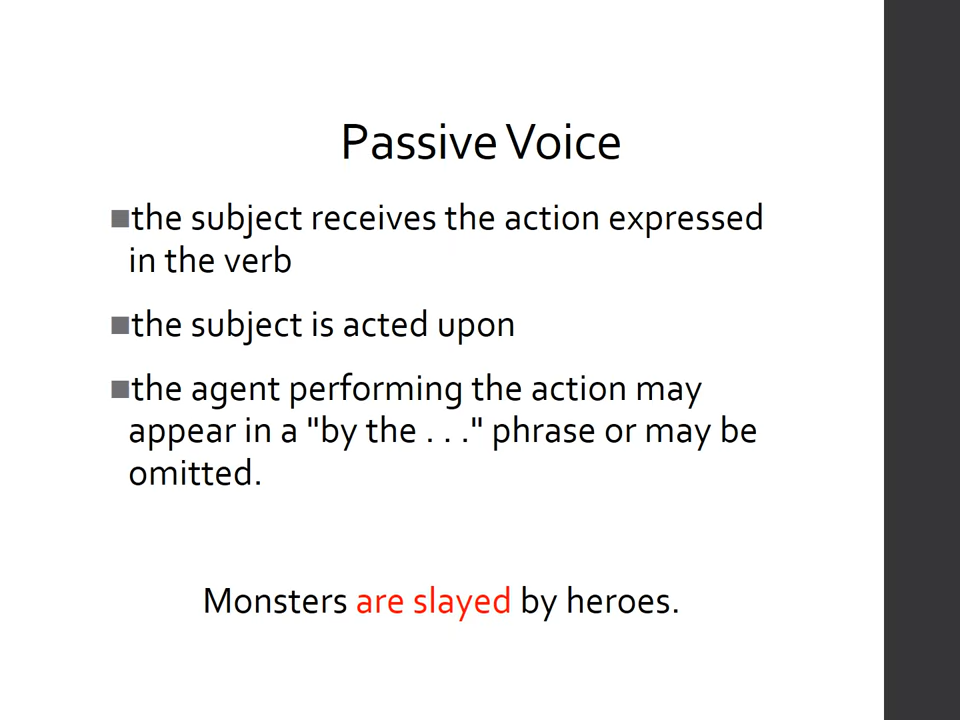 Passive Voice
■the subject receives the action expressed
in the verb
■the subject is acted upon
■the agent performing the action may
appear in a "by the . . ." phrase or may be
omitted.
Monsters are slayed by heroes.